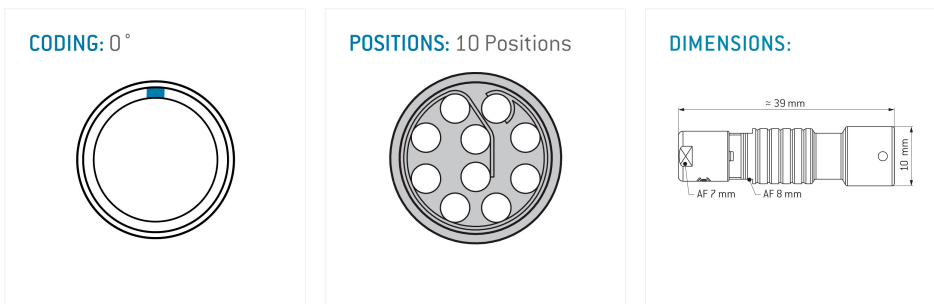 CODING: 0°
POSITIONS: 10 Positions
DIMENSIONS:
≈ 39 mm
10 mm
AF 7 mm
AF 8 mm